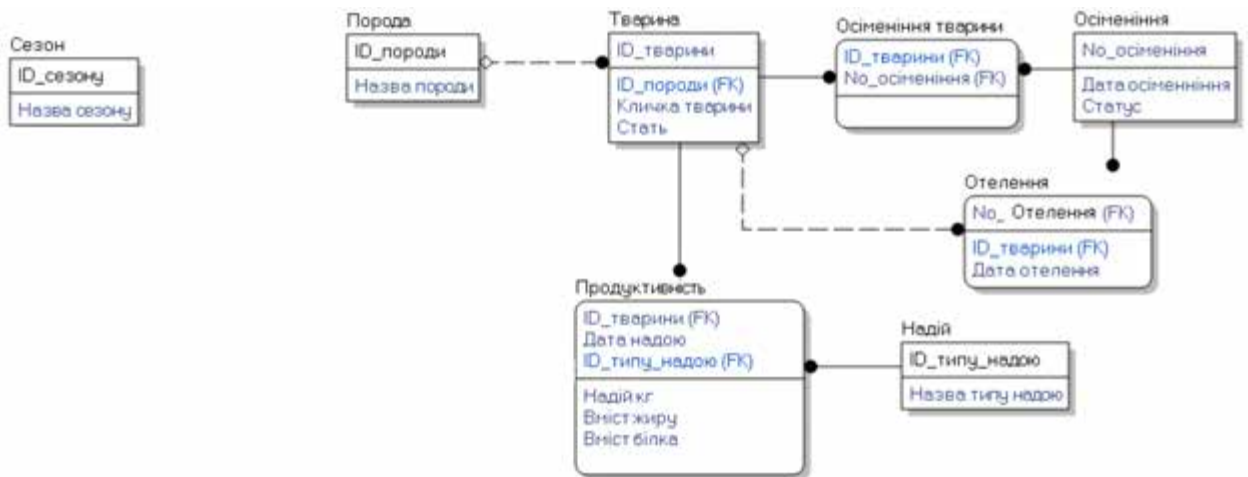 Сезон
ID_сезону
Назва сезону
Порода
ID_породи
Назва породи
Тварина
ID_тварини
ID_породи (FK)
Кличка тварини
Стать
Осіменіння тварини
ID_тварини (FK)
No_осіменіння (FK)
Осіменіння
No_осіменіння
Дата осіменніння
Статус
Отелення
No_ Отелення (FK)
ID_тварини (FK)
Дата отелення
Продуктивність
ID_тварини (FK)
Дата надою
ID_типу_надою (FK)
Надій кг
Вміст жиру
Вміст білка
Надій
ID_типу_надою
Назва типу надою